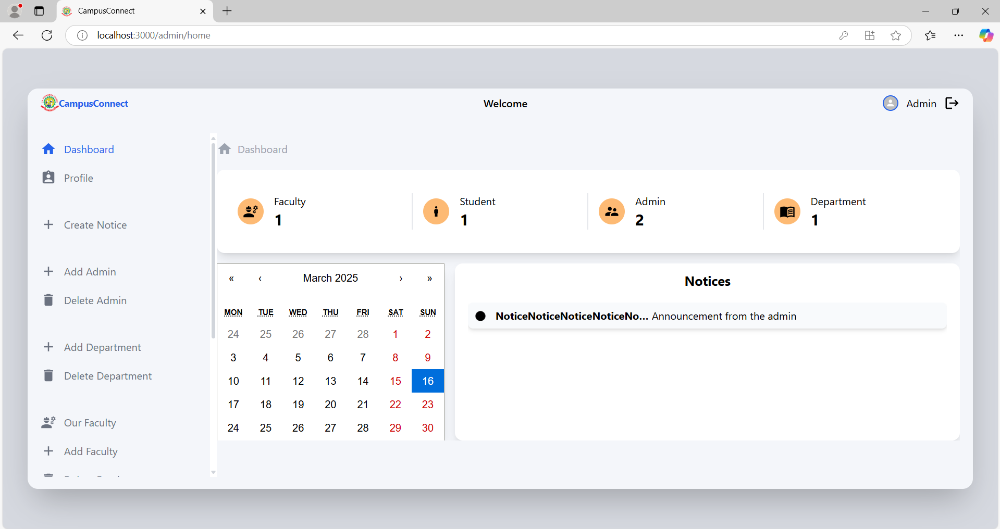 CampusConnect
localhost:3000/admin/home
CampusConnect
Welcome
Admin
Dashboard
Profile
Create Notice
Add Admin
Delete Admin
Add Department
Delete Department
Our Faculty
Add Faculty
Dashboard
Faculty
1
Student
1
Admin
2
Department
1
« ‹ March 2025 › »
MON TUE WED THU FRI SAT SUN
24 25 26 27 28 1 2
3 4 5 6 7 8 9
10 11 12 13 14 15 16
17 18 19 20 21 22 23
24 25 26 27 28 29 30
Notices
NoticeNoticeNoticeNoticeNo... Announcement from the admin